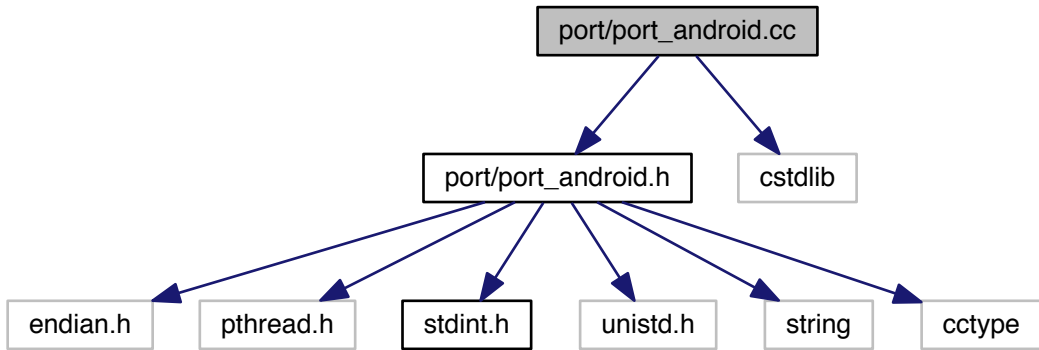 port/port_android.cc
port/port_android.h
cstdlib
endian.h
pthread.h
stdint.h
unistd.h
string
cctype